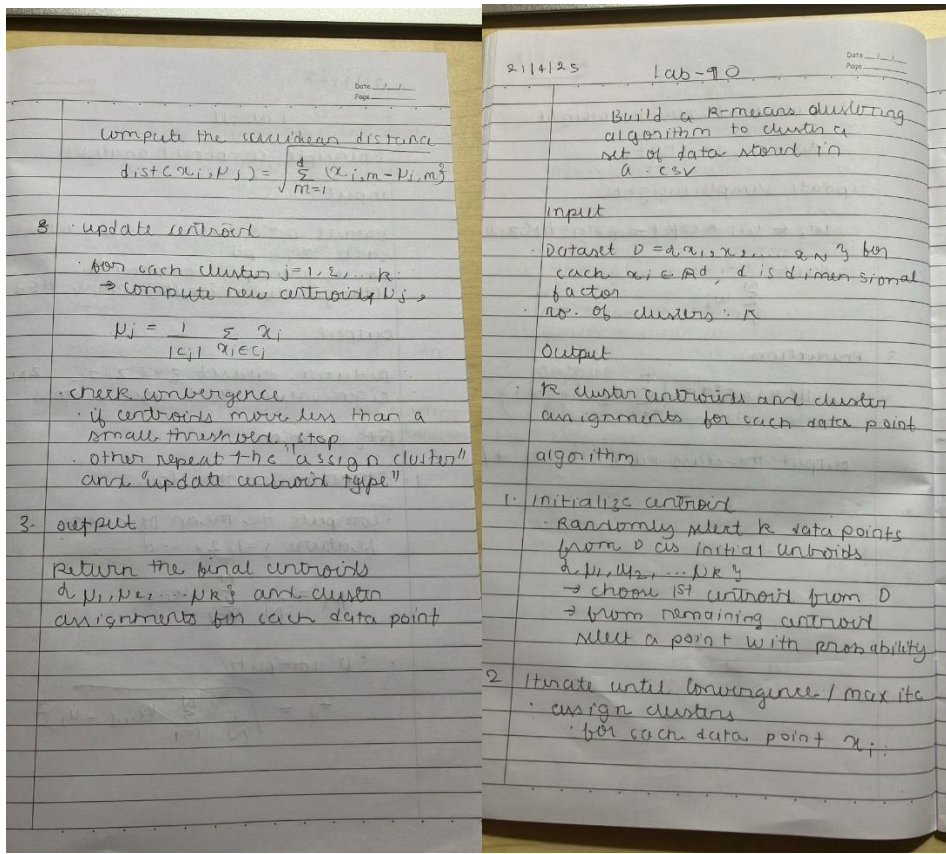 21/4/25 Lab-10
Date
Page
Build a K-means clustering
algorithm to cluster a
set of data stored in
a .csv
Input
· Dataset D = {x1, x2, ... xN} for
each xi ∈ Rd, d is dimensional
factor
· no. of clusters: K
Output
· K cluster centroids and cluster
assignments for each data point
algorithm
1. Initialize centroid
· Randomly select k data points
from D as initial centroids
{μ1, μ2, ... μk}
→ choose 1st centroid from D
→ from remaining centroid
select a point with probability
2 Iterate until Convergence / max ite
· assign clusters
· for each data point xi:
Date
Page
compute the euclidean distance
dist(xi, μj) = √ d Σ m=1 (xi,m - μj,m)²
3 · update centroid
· for each cluster j=1, 2, ... k
→ compute new centroid μj,
μj = 1/|cj| Σ xi∈cj xi
· check convergence
· if centroids move less than a
small threshold, stop
· other repeat the "assign cluster"
and "update centroid type"
3. output
Return the final centroids
{μ1, μ2, ... μk} and cluster
assignments for each data point